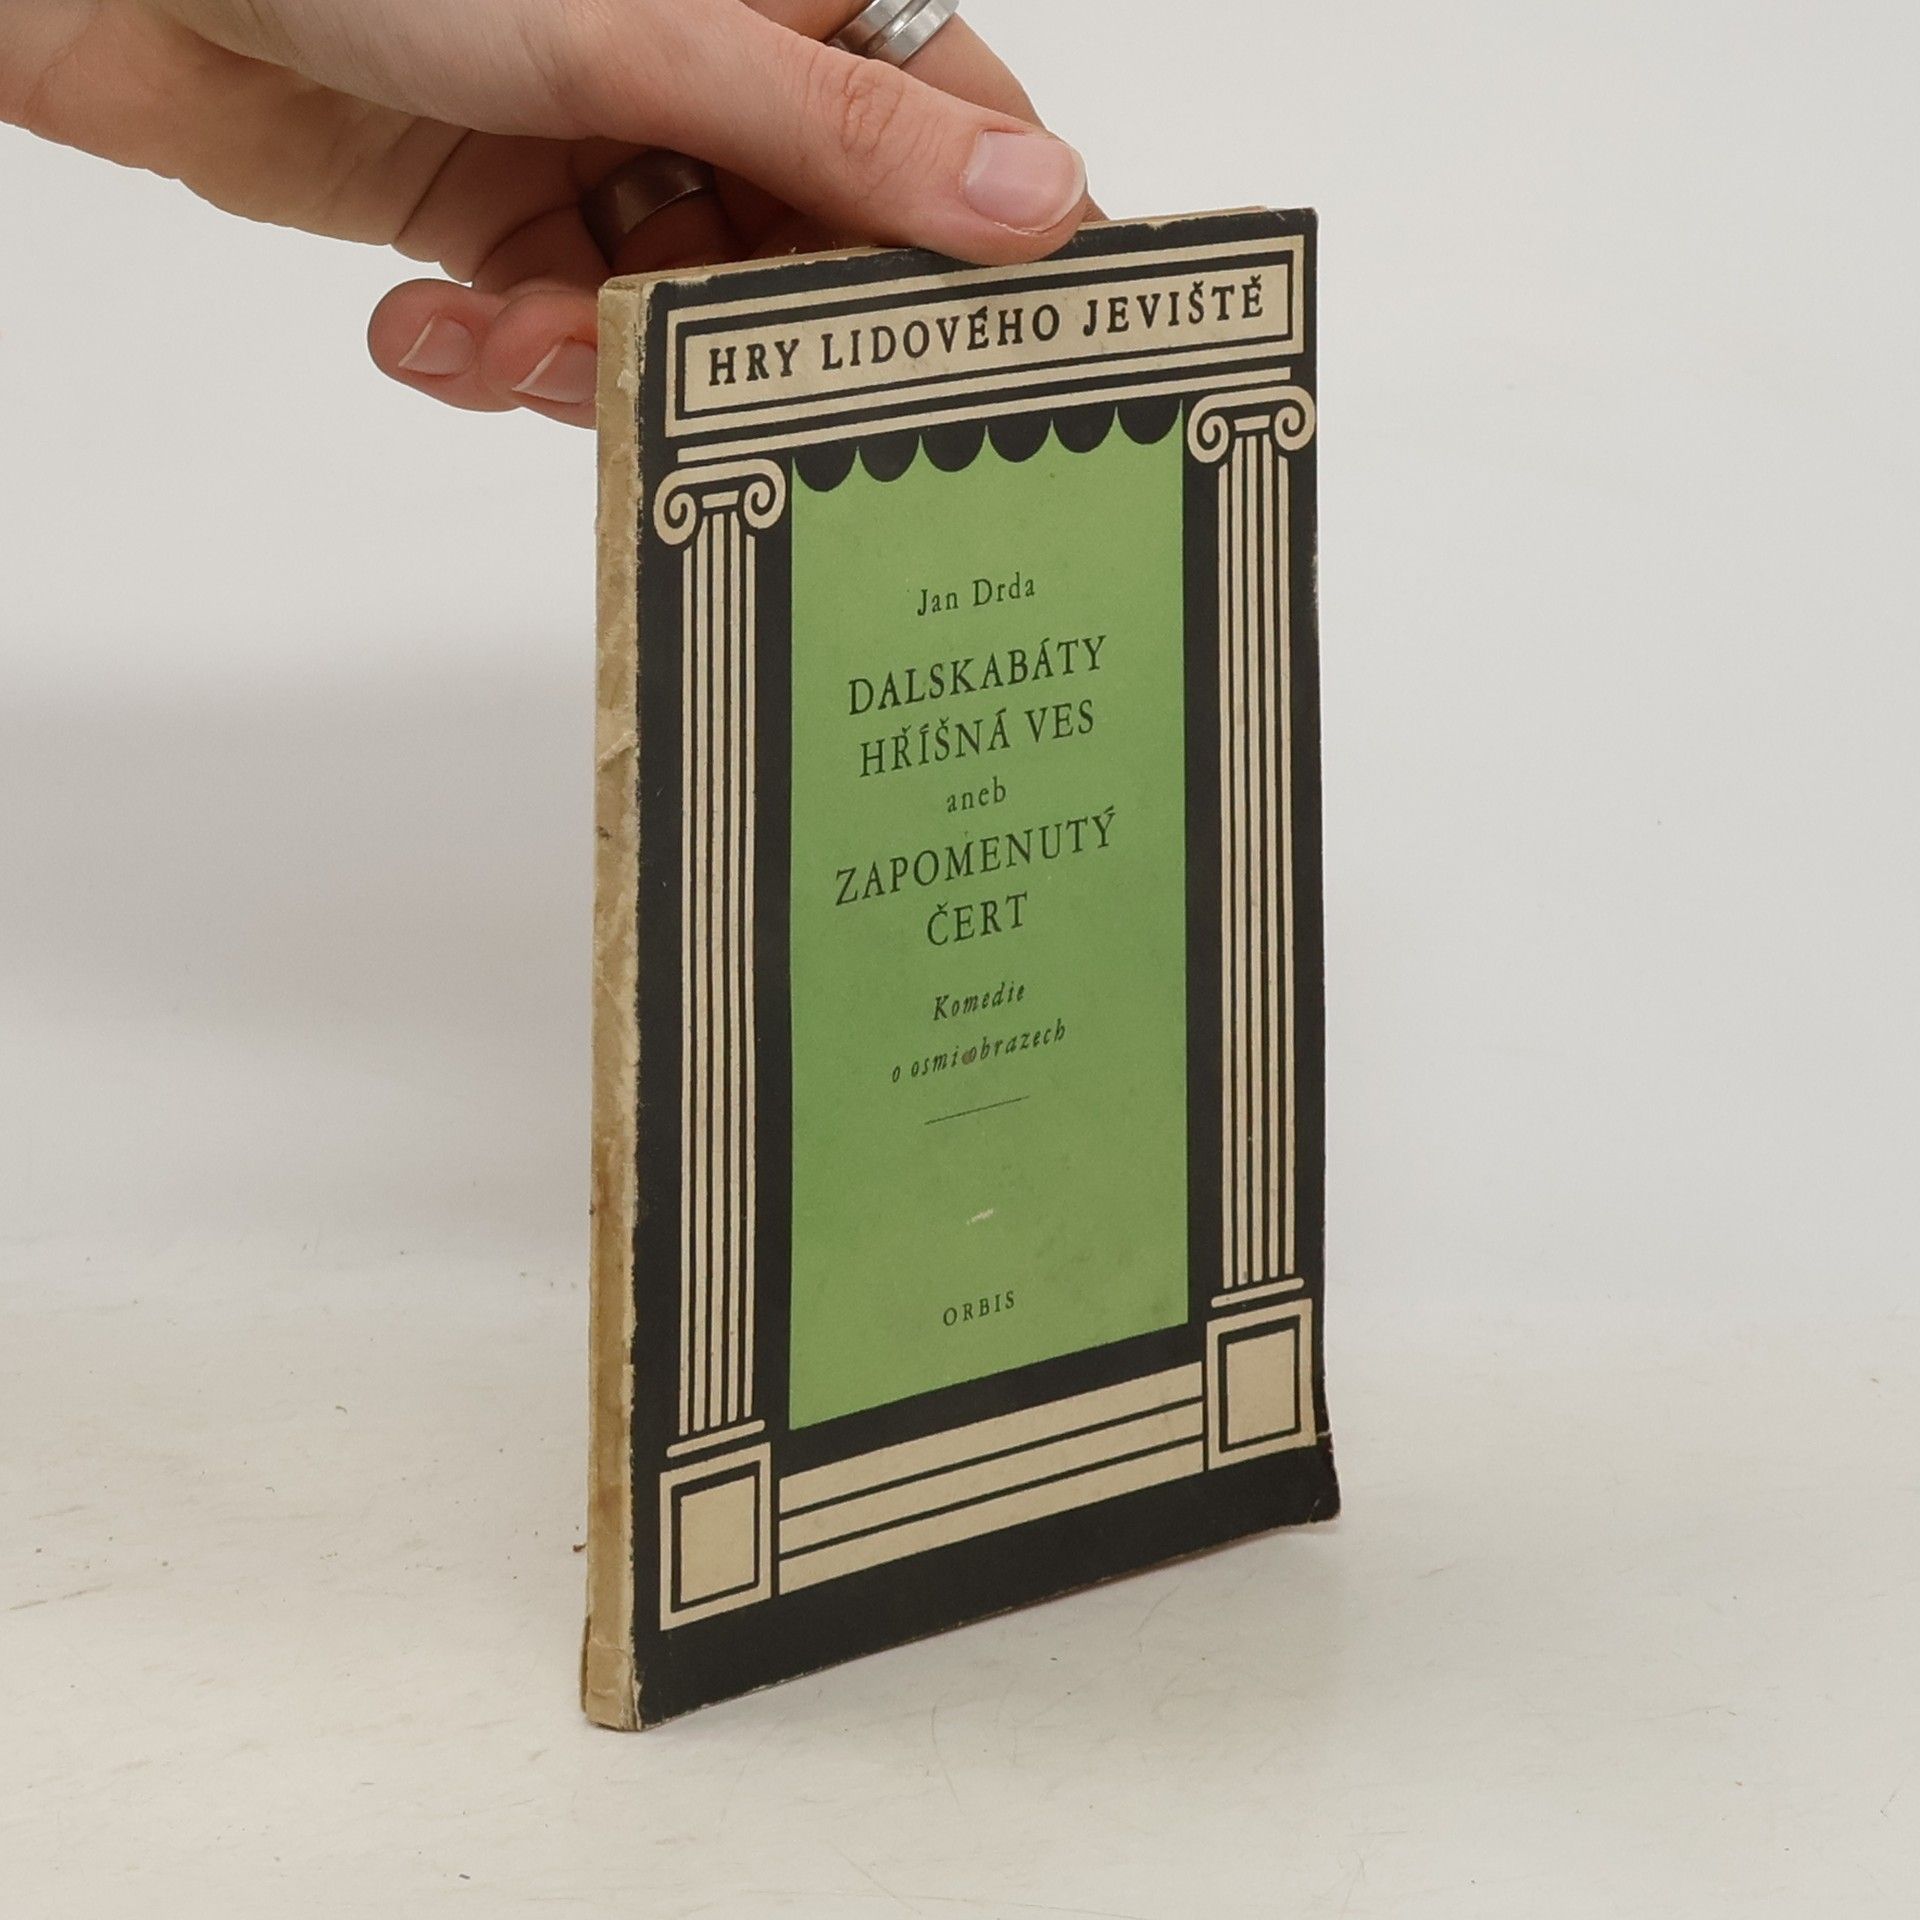 HRY LIDOVÉHO JEVIŠTĚ
Jan Drda
DALSKABÁTY
HŘÍŠNÁ VES
aneb
ZAPOMENUTÝ
ČERT
Komedie
o osmi obrazech
ORBIS